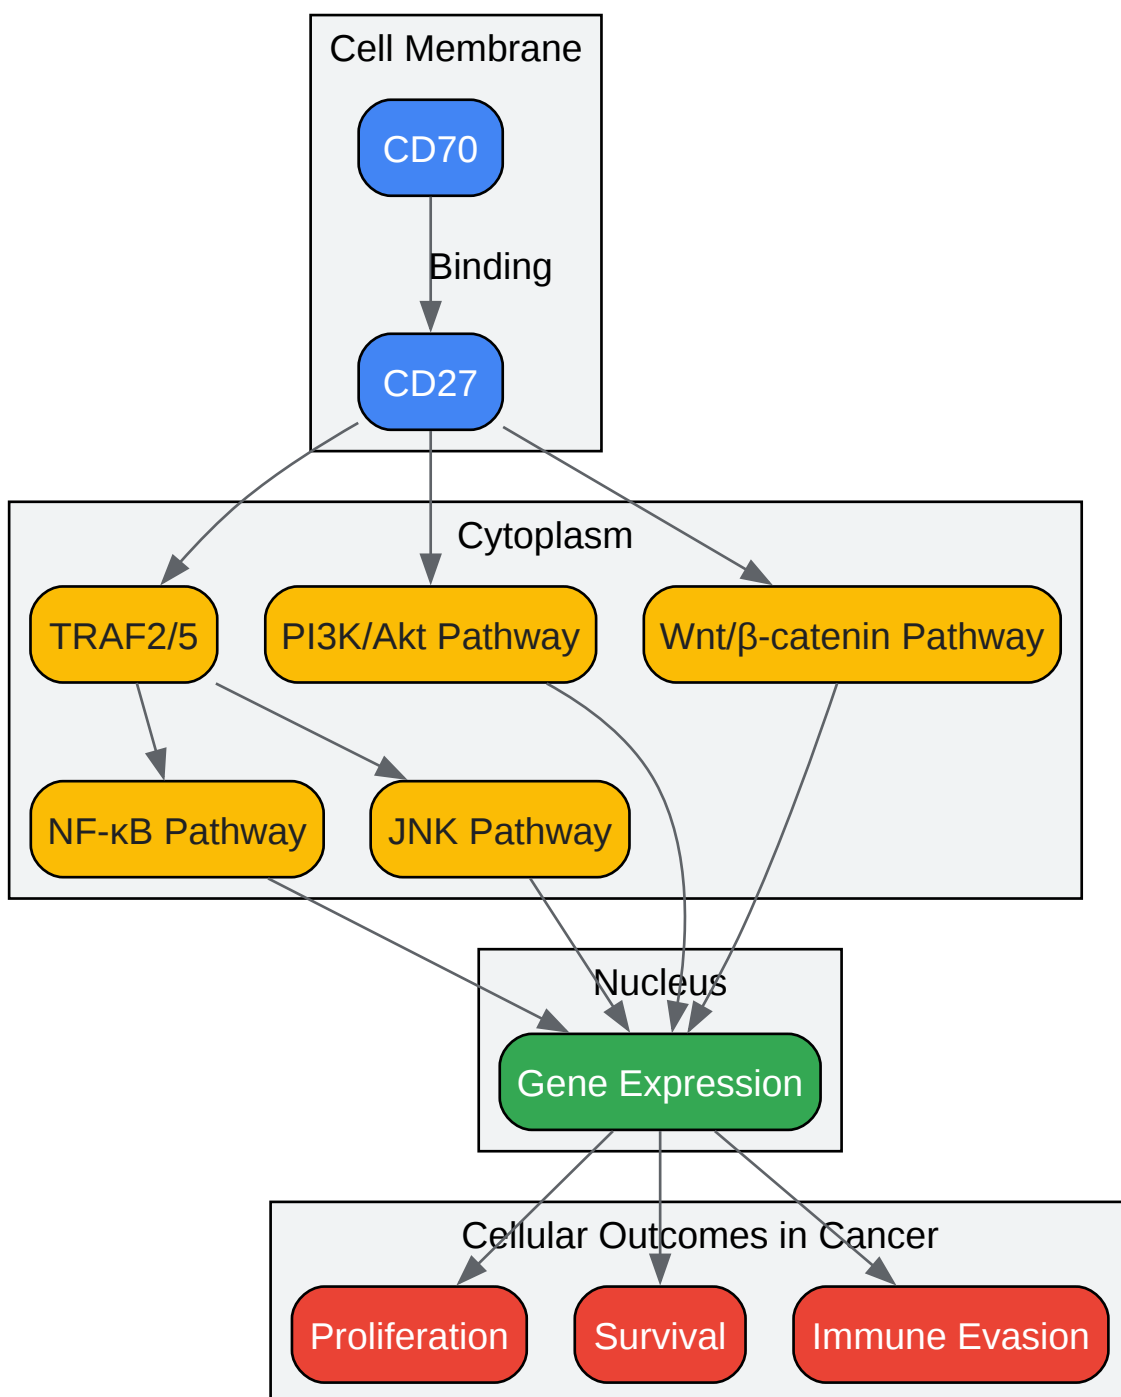 Cell Membrane
CD70
Binding
CD27
Cytoplasm
TRAF2/5
PI3K/Akt Pathway
Wnt/β-catenin Pathway
NF-κB Pathway
JNK Pathway
Nucleus
Gene Expression
Cellular Outcomes in Cancer
Proliferation
Survival
Immune Evasion